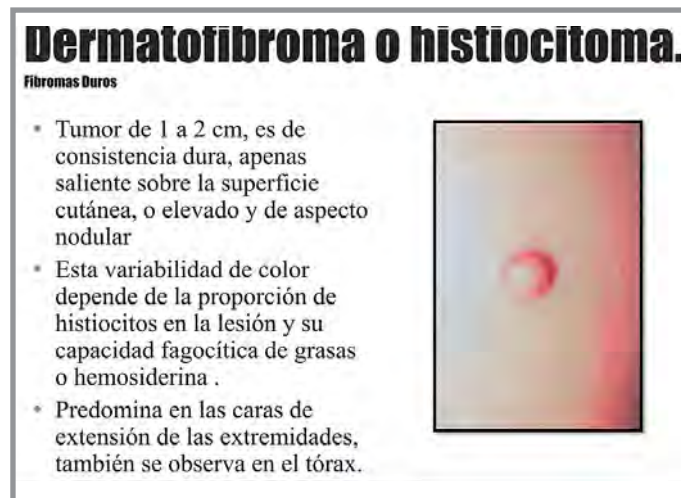 Dermatofibroma o histiocitoma.
Fibromas Duros
• Tumor de 1 a 2 cm, es de
consistencia dura, apenas
saliente sobre la superficie
cutánea, o elevado y de aspecto
nodular
• Esta variabilidad de color
depende de la proporción de
histiocitos en la lesión y su
capacidad fagocítica de grasas
o hemosiderina .
• Predomina en las caras de
extensión de las extremidades,
también se observa en el tórax.